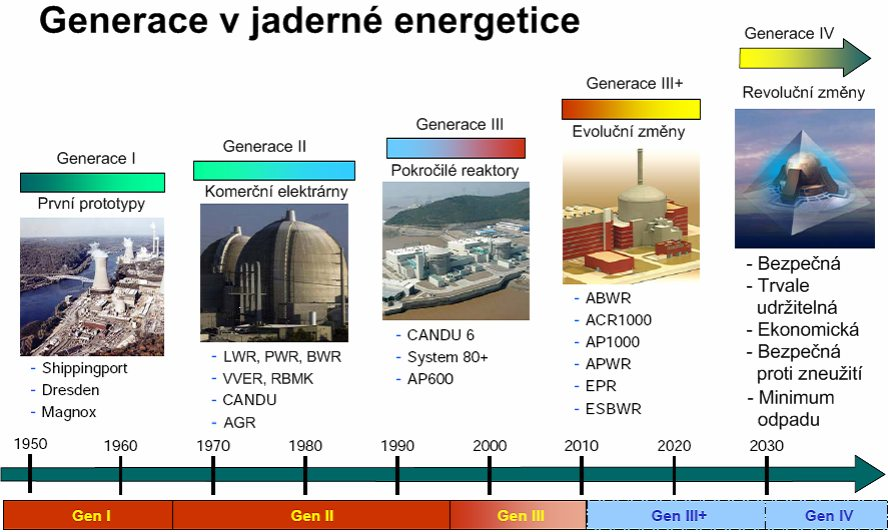 Generace v jaderné energetice
Generace I
První prototypy
- Shippingport
- Dresden
- Magnox
Generace II
Komerční elektrárny
- LWR, PWR, BWR
- VVER, RBMK
- CANDU
- AGR
Generace III
Pokročilé reaktory
- CANDU 6
- System 80+
- AP600
Generace III+
Evoluční změny
- ABWR
- ACR1000
- AP1000
- APWR
- EPR
- ESBWR
Generace IV
Revoluční změny
- Bezpečná
- Trvale
udržitelná
- Ekonomická
- Bezpečná
proti zneužití
- Minimum
odpadu
1950 1960 1970 1980 1990 2000 2010 2020 2030
Gen I Gen II Gen III Gen III+ Gen IV